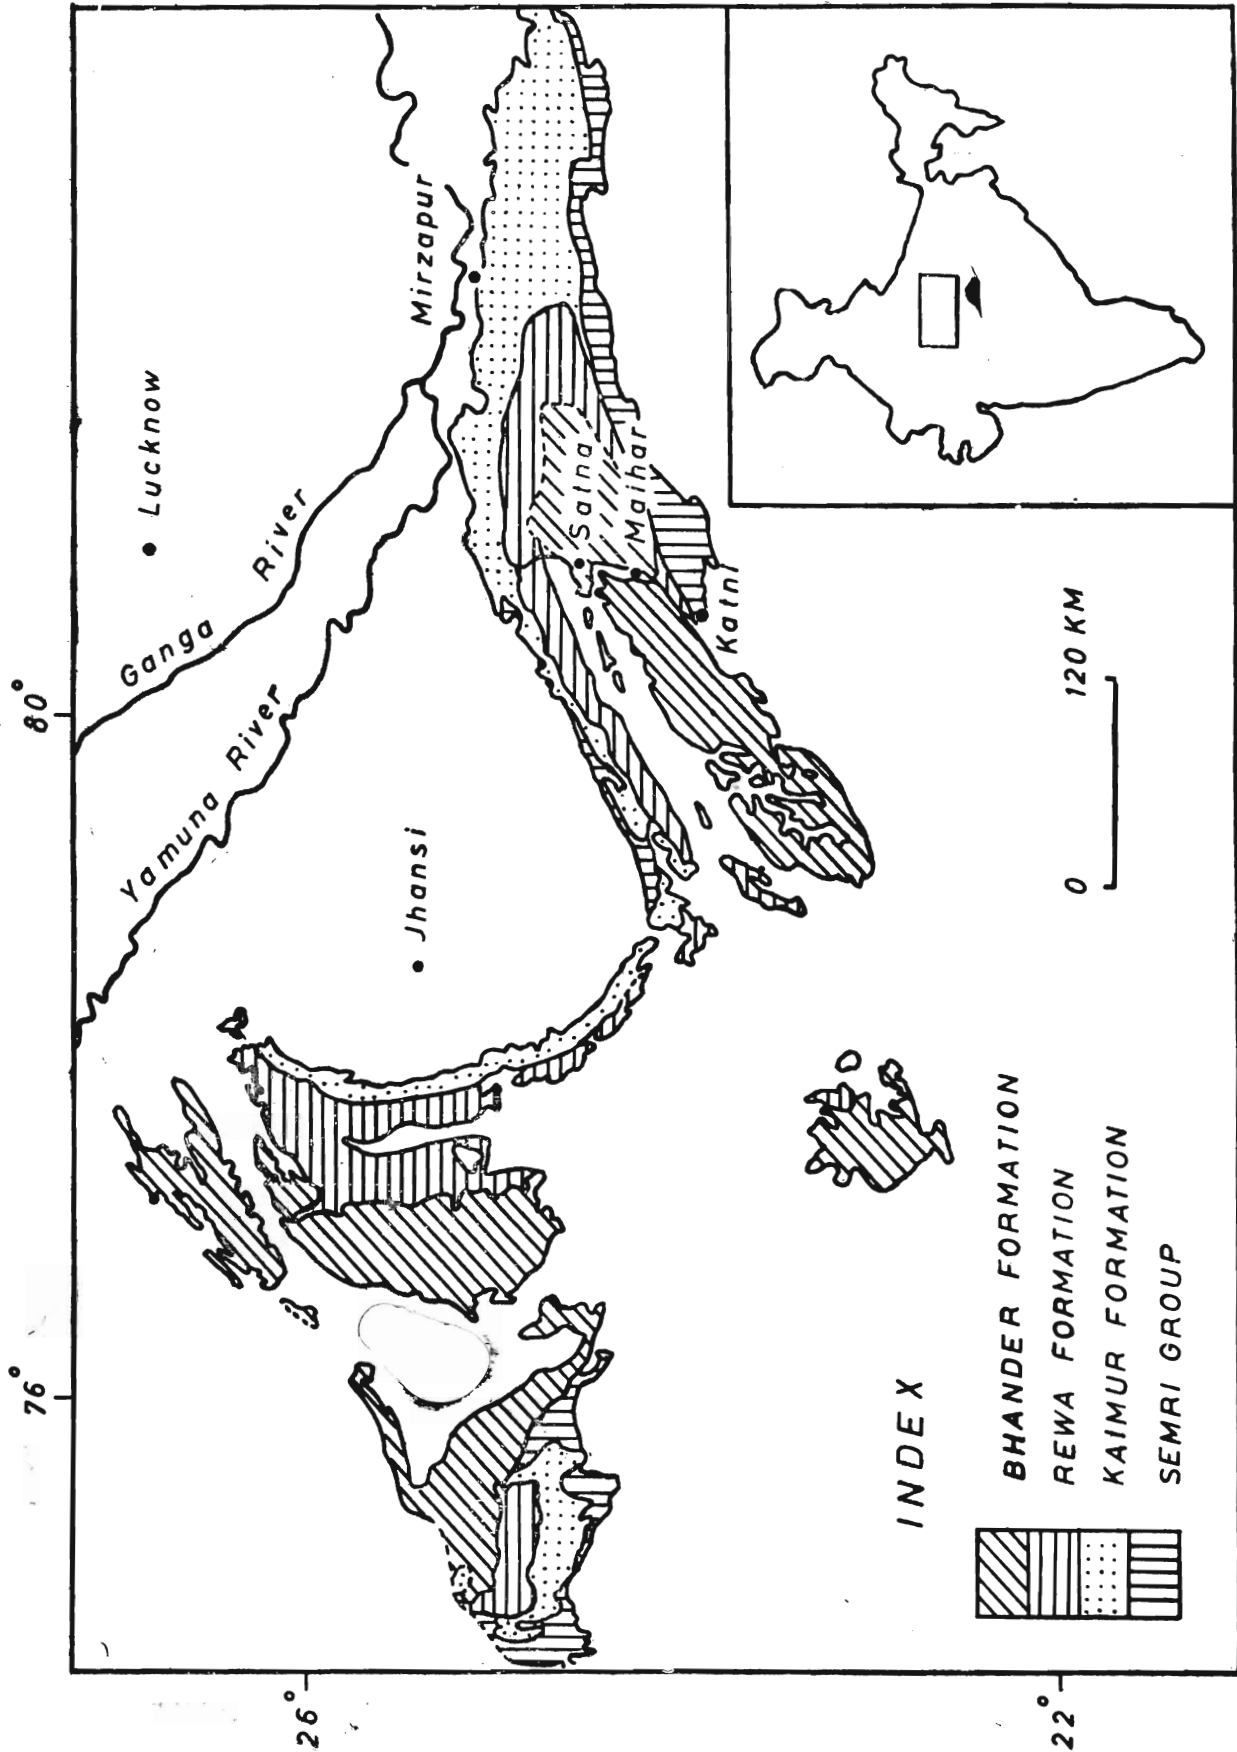 80°
76°
26°
22°
Lucknow
Ganga River
Yamuna River
Mirzapur
Jhansi
Satna
Maihar
Katni
0 120 KM
INDEX
BHANDER FORMATION
REWA FORMATION
KAIMUR FORMATION
SEMRI GROUP